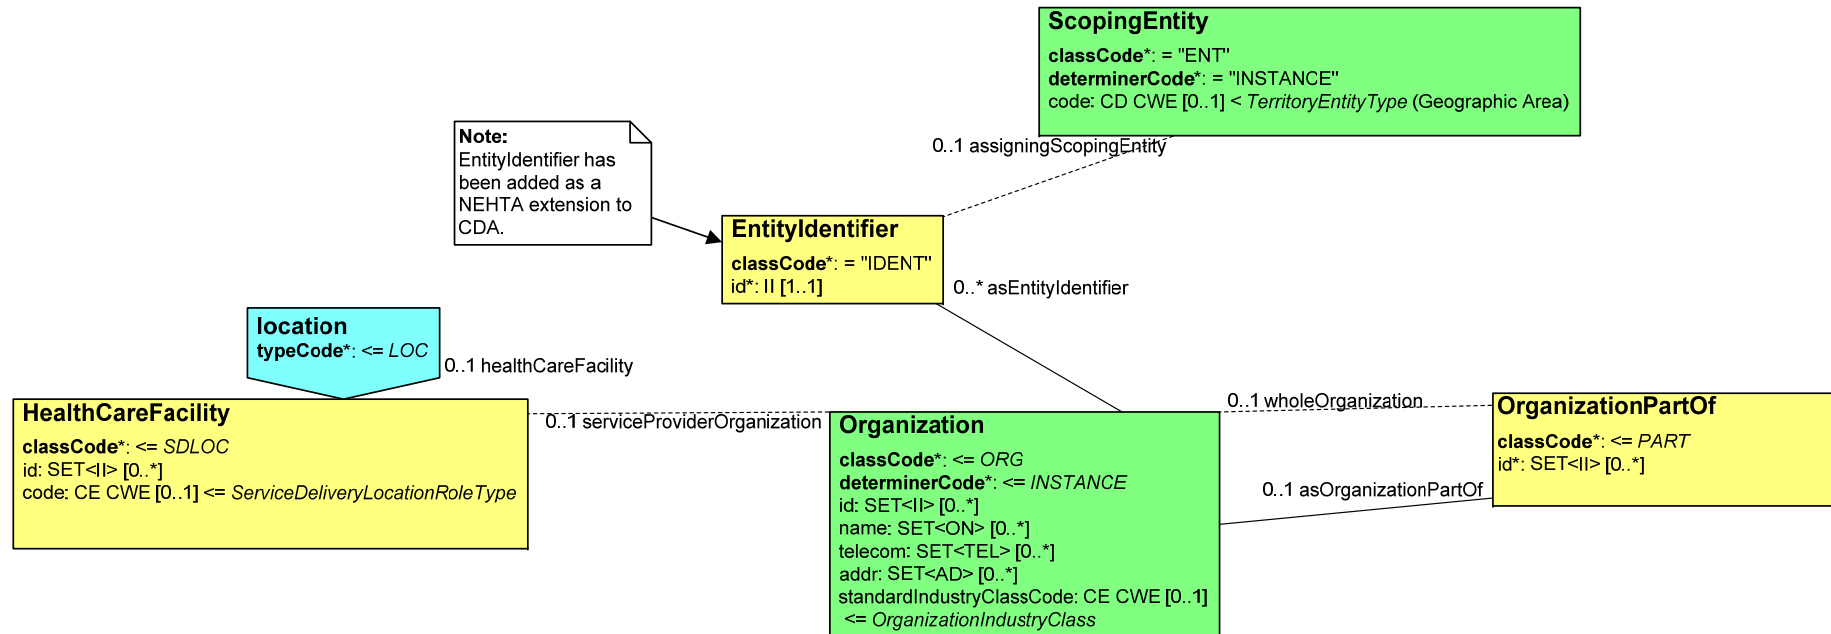 ScopingEntity
classCode*: = "ENT"
determinerCode*: = "INSTANCE"
code: CD CWE [0..1] < TerritoryEntityType (Geographic Area)
0..1 assigningScopingEntity
Note:
EntityIdentifier has
been added as a
NEHTA extension to
CDA.
EntityIdentifier
classCode*: = "IDENT"
id*: II [1..1]
0..* asEntityIdentifier
location
typeCode*: <= LOC
0..1 healthCareFacility
HealthCareFacility
classCode*: <= SDLOC
id: SET<II> [0..*]
code: CE CWE [0..1] <= ServiceDeliveryLocationRoleType
0..1 serviceProviderOrganization
Organization
classCode*: <= ORG
determinerCode*: <= INSTANCE
id: SET<II> [0..*]
name: SET<ON> [0..*]
telecom: SET<TEL> [0..*]
addr: SET<AD> [0..*]
standardIndustryClassCode: CE CWE [0..1]
<= OrganizationIndustryClass
0..1 wholeOrganization
0..1 asOrganizationPartOf
OrganizationPartOf
classCode*: <= PART
id*: SET<II> [0..*]